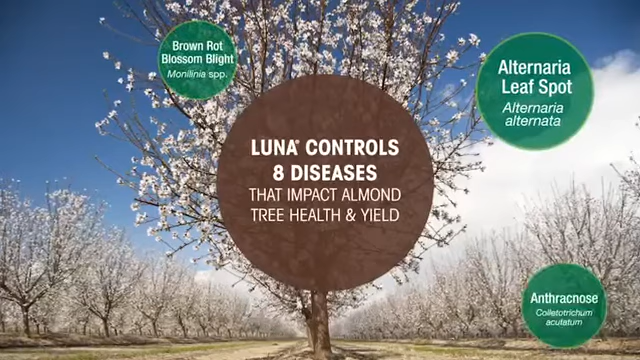 Brown Rot
Blossom Blight
Monilinia spp.
Alternaria
Leaf Spot
Alternaria
alternata
LUNA® CONTROLS
8 DISEASES
THAT IMPACT ALMOND
TREE HEALTH & YIELD
Anthracnose
Colletotrichum
acutatum